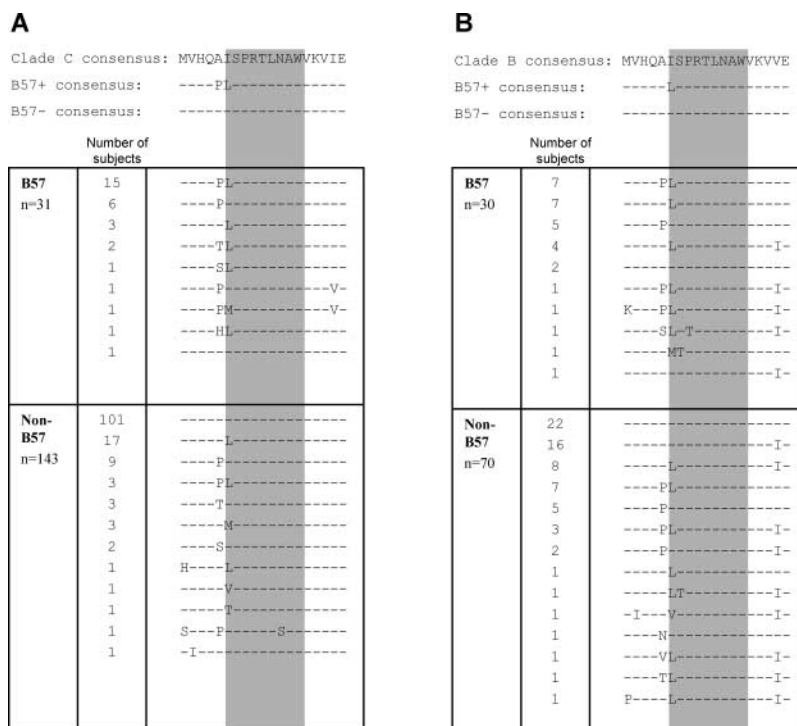 A
Clade C consensus: MVHQAISPRTLNAWVKVIE
B57+ consensus: ----PL-------------
B57- consensus: -------------------
Number of
subjects
B57
n=31
15 ----PL-------------
6 ----P--------------
3 -----L-------------
2 ----TL-------------
1 ----SL-------------
1 ----P------------V-
1 ----PM-----------V-
1 ----HL-------------
1 -------------------
Non-
B57
n=143
101 -------------------
17 -----L-------------
9 ----P--------------
3 ----PL-------------
3 ----T--------------
3 -----M-------------
2 ----S--------------
1 H----L-------------
1 -----V-------------
1 -----T-------------
1 S---P------S-------
1 -I-----------------
B
Clade B consensus: MVHQAISPRTLNAWVKVVE
B57+ consensus: -----L-------------
B57- consensus: -------------------
Number of
subjects
B57
n=30
7 ----PL-------------
7 -----L-------------
5 ----P--------------
4 -----L-----------I-
2 -------------------
1 ----PL-----------I-
1 K---PL-----------I-
1 ----SL-T---------I-
1 -----MT------------
1 -----------------I-
Non-
B57
n=70
22 -------------------
16 -----------------I-
8 -----L-----------I-
7 ----PL-------------
5 ----P--------------
3 ----PL-----------I-
2 ----P------------I-
1 -----L-------------
1 -----LT----------I-
1 -I---V-----------I-
1 ----N--------------
1 ----VL-----------I-
1 ----TL-----------I-
1 P----L-----------I-